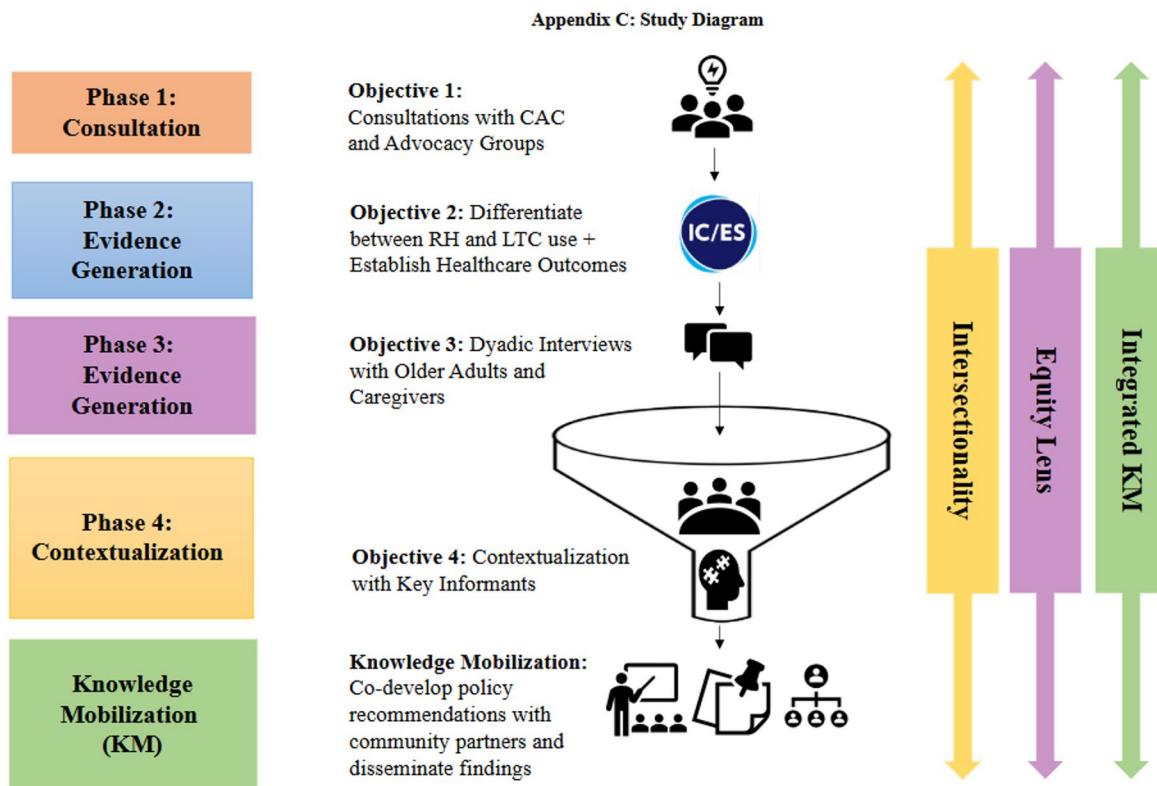 Appendix C: Study Diagram
Phase 1:
Consultation
Objective 1:
Consultations with CAC
and Advocacy Groups
Phase 2:
Evidence
Generation
Objective 2: Differentiate
between RH and LTC use +
Establish Healthcare Outcomes
IC/ES
Phase 3:
Evidence
Generation
Objective 3: Dyadic Interviews
with Older Adults and
Caregivers
Phase 4:
Contextualization
Objective 4: Contextualization
with Key Informants
Knowledge
Mobilization
(KM)
Knowledge Mobilization:
Co-develop policy
recommendations with
community partners and
disseminate findings
Intersectionality
Equity Lens
Integrated KM